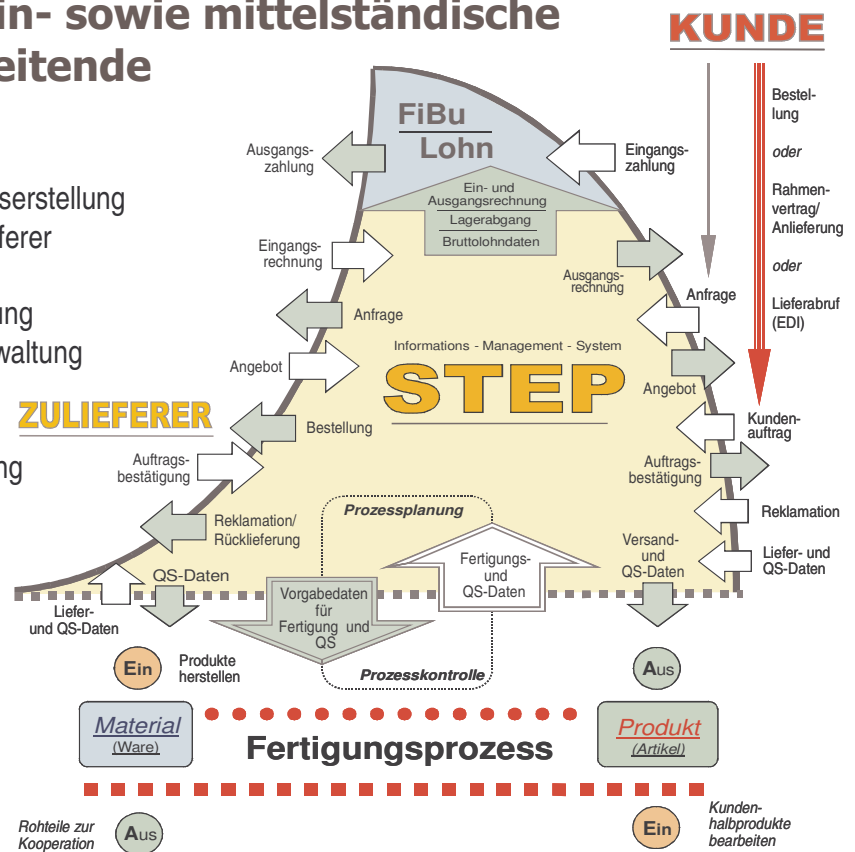 in- sowie mittelständische
eitende
KUNDE
Bestel-
lung
oder
Rahmen-
vertrag/
Anlieferung
oder
Lieferabruf
(EDI)
serstellung
ferer
ung
waltung
ng
FiBu
Lohn
Ausgangs-
zahlung
Eingangs-
zahlung
Ein- und
Ausgangsrechnung
Lagerabgang
Bruttolohndaten
Eingangs-
rechnung
Ausgangs-
rechnung
Anfrage
Anfrage
Informations - Management - System
STEP
Angebot
Angebot
ZULIEFERER
Bestellung
Kunden-
auftrag
Auftrags-
bestätigung
Auftrags-
bestätigung
Reklamation/
Rücklieferung
Reklamation
Prozessplanung
Versand-
und
QS-Daten
Liefer- und
QS-Daten
Fertigungs-
und
QS-Daten
QS-Daten
Vorgabedaten
für
Fertigung und
QS
Liefer-
und QS-Daten
Prozesskontrolle
Ein
Produkte
herstellen
Aus
Material
(Ware)
Fertigungsprozess
Produkt
(Artikel)
Rohteile zur
Kooperation
Aus
Ein
Kunden-
halbprodukte
bearbeiten